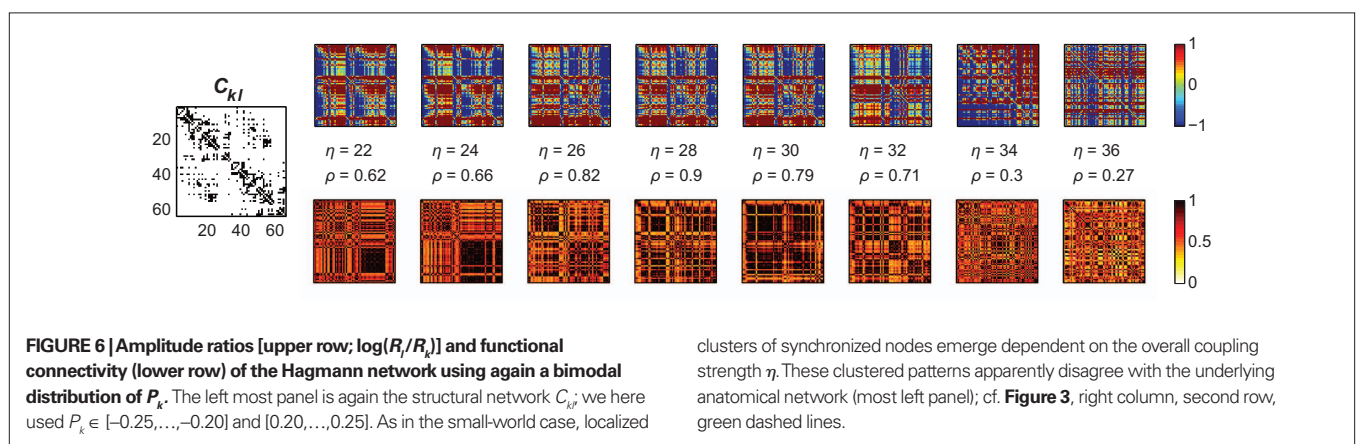 C_kl
20
40
60
20 40 60
1
−1
η = 22 η = 24 η = 26 η = 28 η = 30 η = 32 η = 34 η = 36
ρ = 0.62 ρ = 0.66 ρ = 0.82 ρ = 0.9 ρ = 0.79 ρ = 0.71 ρ = 0.3 ρ = 0.27
1
0.5
0
FIGURE 6 | Amplitude ratios [upper row; log(R_l/R_k)] and functional
connectivity (lower row) of the Hagmann network using again a bimodal
distribution of P_k. The left most panel is again the structural network C_kl; we here
used P_k ∈ [−0.25,…,−0.20] and [0.20,…,0.25]. As in the small-world case, localized
clusters of synchronized nodes emerge dependent on the overall coupling
strength η. These clustered patterns apparently disagree with the underlying
anatomical network (most left panel); cf. Figure 3, right column, second row,
green dashed lines.